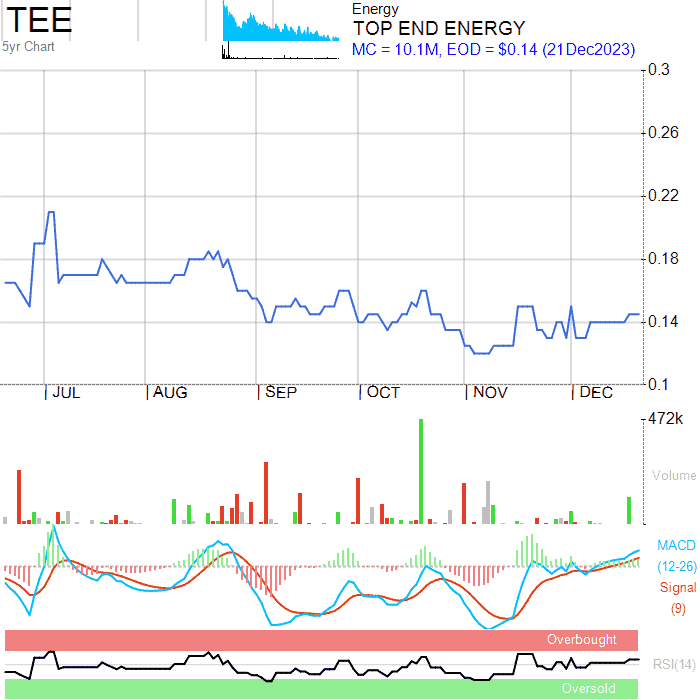 TEE
5yr Chart
Energy
TOP END ENERGY
MC = 10.1M, EOD = $0.14 (21Dec2023)
0.3
0.26
0.22
0.18
0.14
0.1
JUL
AUG
SEP
OCT
NOV
DEC
472k
Volume
MACD
(12-26)
Signal
(9)
Overbought
RSI(14)
Oversold